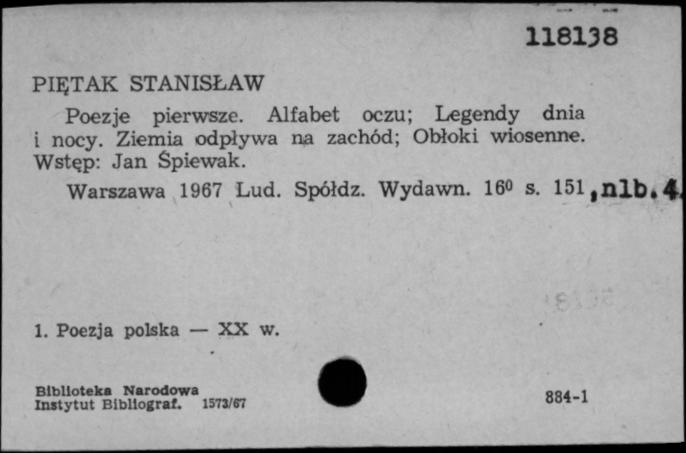 118138
PIĘTAK STANISŁAW
Poezje pierwsze. Alfabet oczu; Legendy dnia
i nocy. Ziemia odpływa na zachód; Obłoki wiosenne.
Wstęp: Jan Śpiewak.
Warszawa 1967 Lud. Spółdz. Wydawn. 16⁰ s. 151, nlb. 4.
1. Poezja polska — XX w.
Biblioteka Narodowa
Instytut Bibliograf. 1573/67
884-1